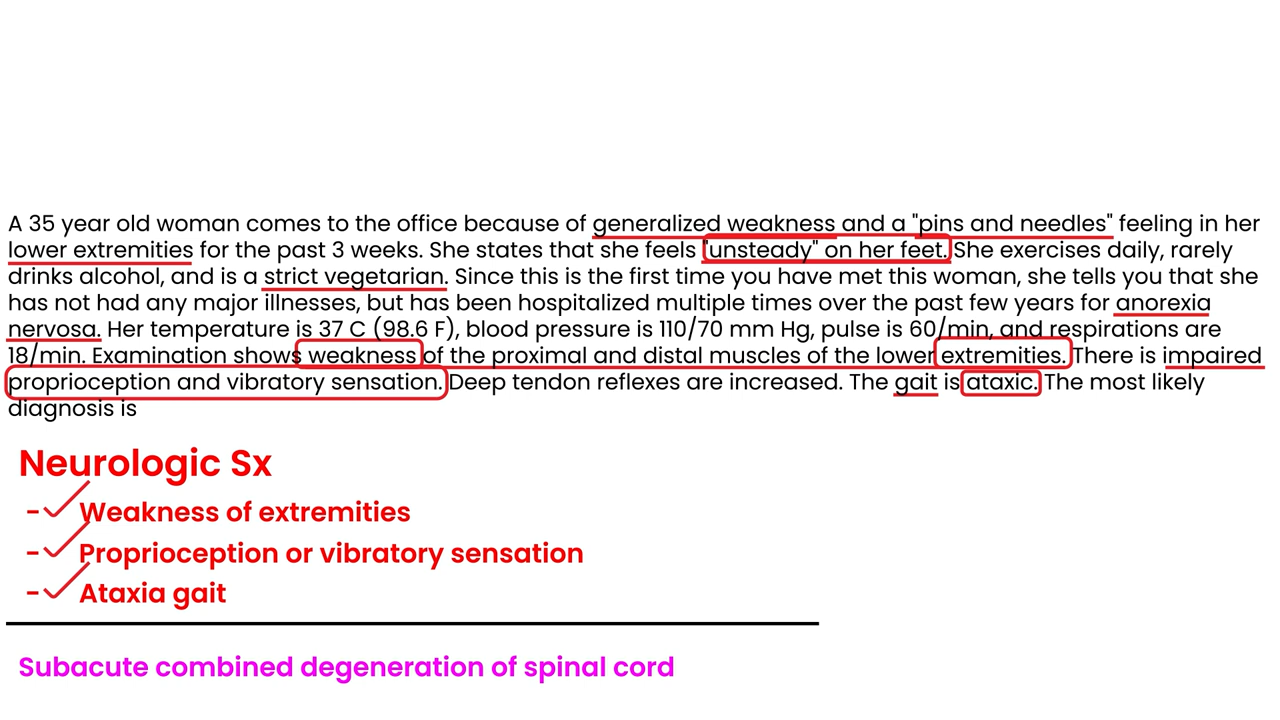 A 35 year old woman comes to the office because of generalized weakness and a "pins and needles" feeling in her
lower extremities for the past 3 weeks. She states that she feels "unsteady" on her feet. She exercises daily, rarely
drinks alcohol, and is a strict vegetarian. Since this is the first time you have met this woman, she tells you that she
has not had any major illnesses, but has been hospitalized multiple times over the past few years for anorexia
nervosa. Her temperature is 37 C (98.6 F), blood pressure is 110/70 mm Hg, pulse is 60/min, and respirations are
18/min. Examination shows weakness of the proximal and distal muscles of the lower extremities. There is impaired
proprioception and vibratory sensation. Deep tendon reflexes are increased. The gait is ataxic. The most likely
diagnosis is
Neurologic Sx
- Weakness of extremities
- Proprioception or vibratory sensation
- Ataxia gait
Subacute combined degeneration of spinal cord